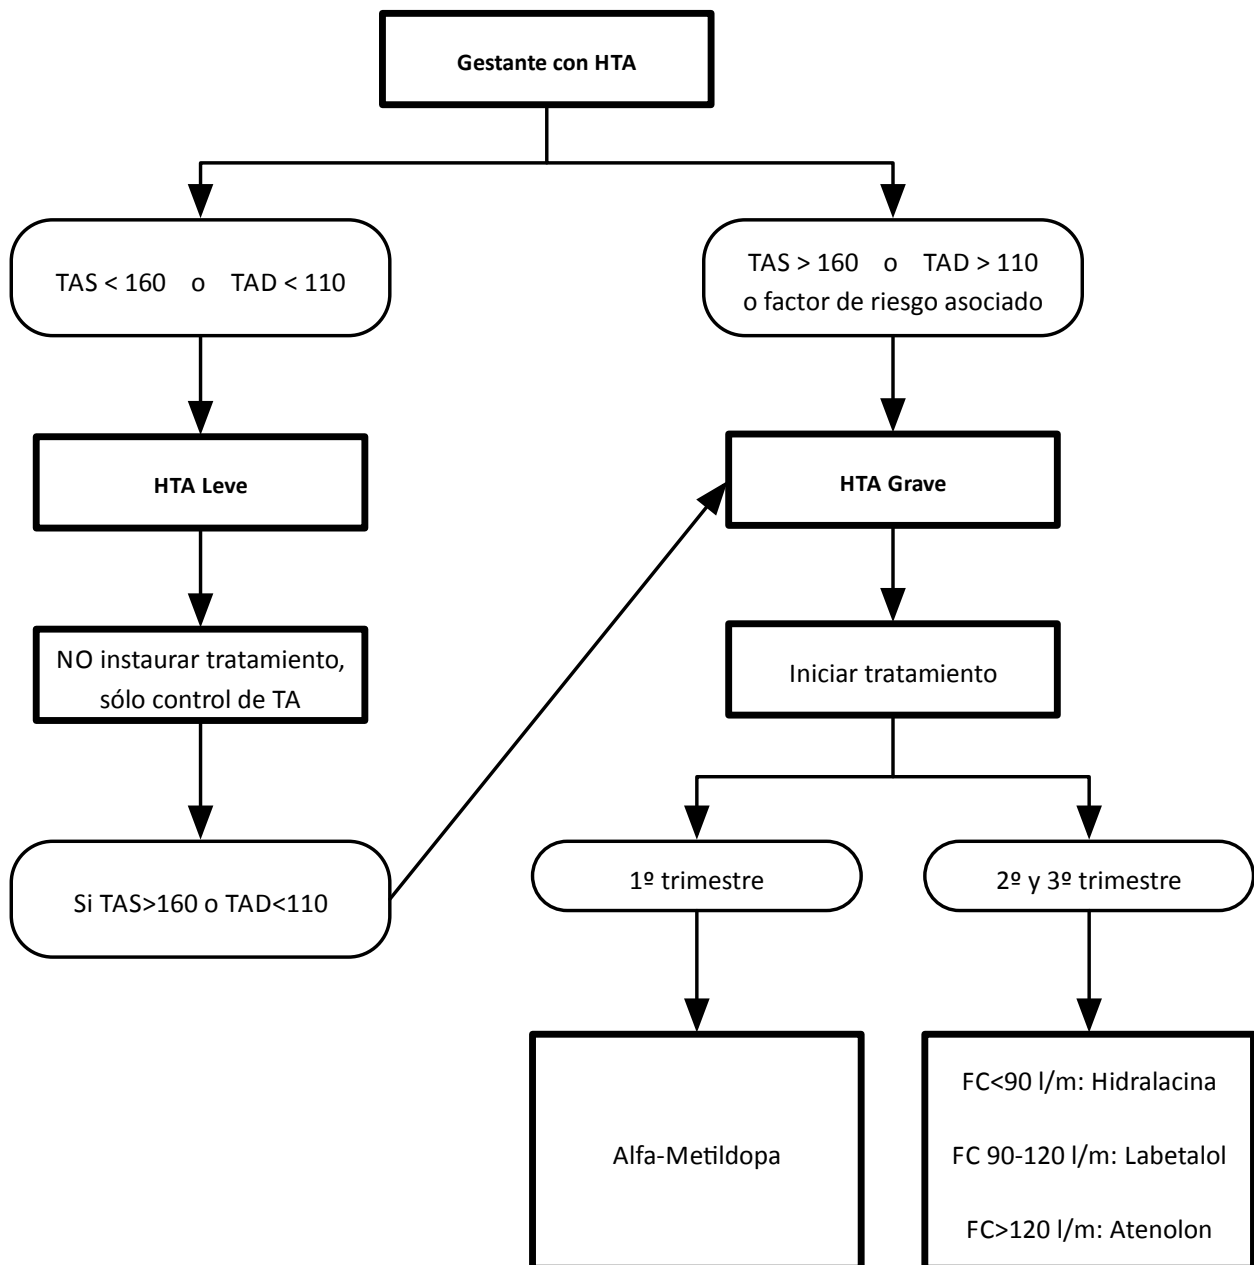 Gestante con HTA
TAS < 160 o TAD < 110
TAS > 160 o TAD > 110
o factor de riesgo asociado
HTA Leve
HTA Grave
NO instaurar tratamiento,
sólo control de TA
Iniciar tratamiento
Si TAS>160 o TAD<110
1º trimestre
2º y 3º trimestre
Alfa-Metildopa
FC<90 l/m: Hidralacina
FC 90-120 l/m: Labetalol
FC>120 l/m: Atenolon